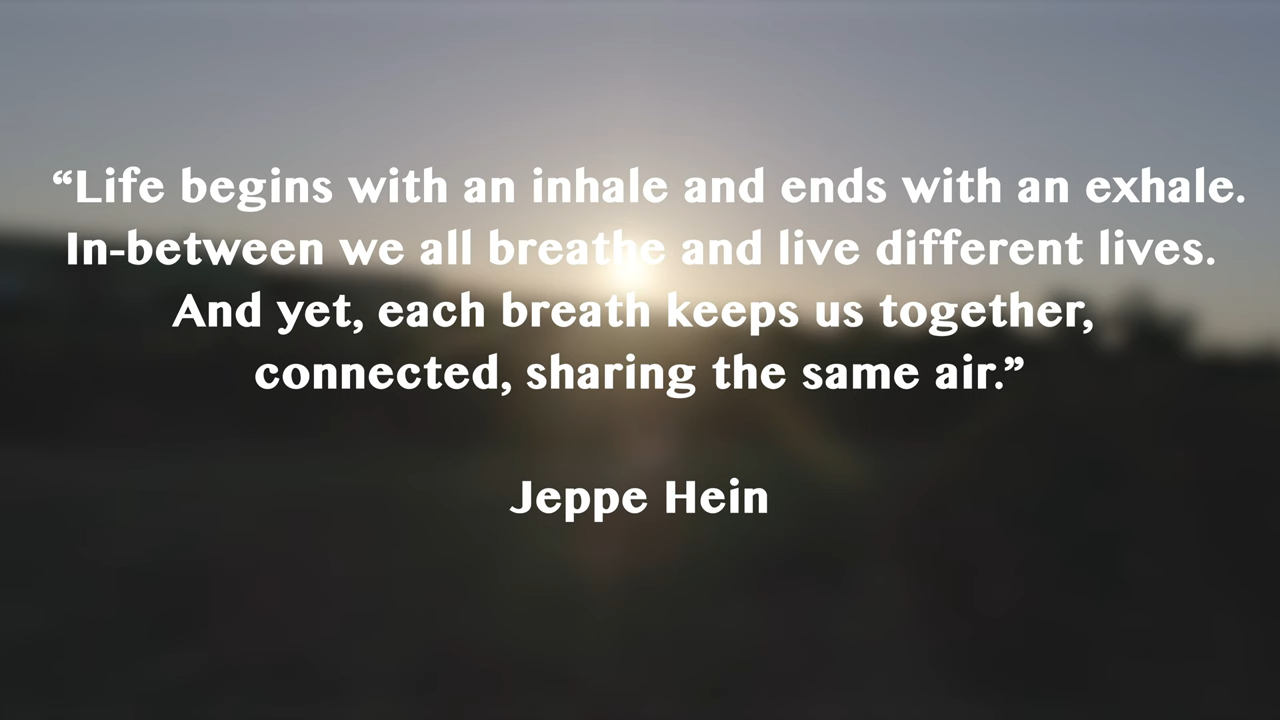 “Life begins with an inhale and ends with an exhale.
In-between we all breathe and live different lives.
And yet, each breath keeps us together,
connected, sharing the same air.”
Jeppe Hein